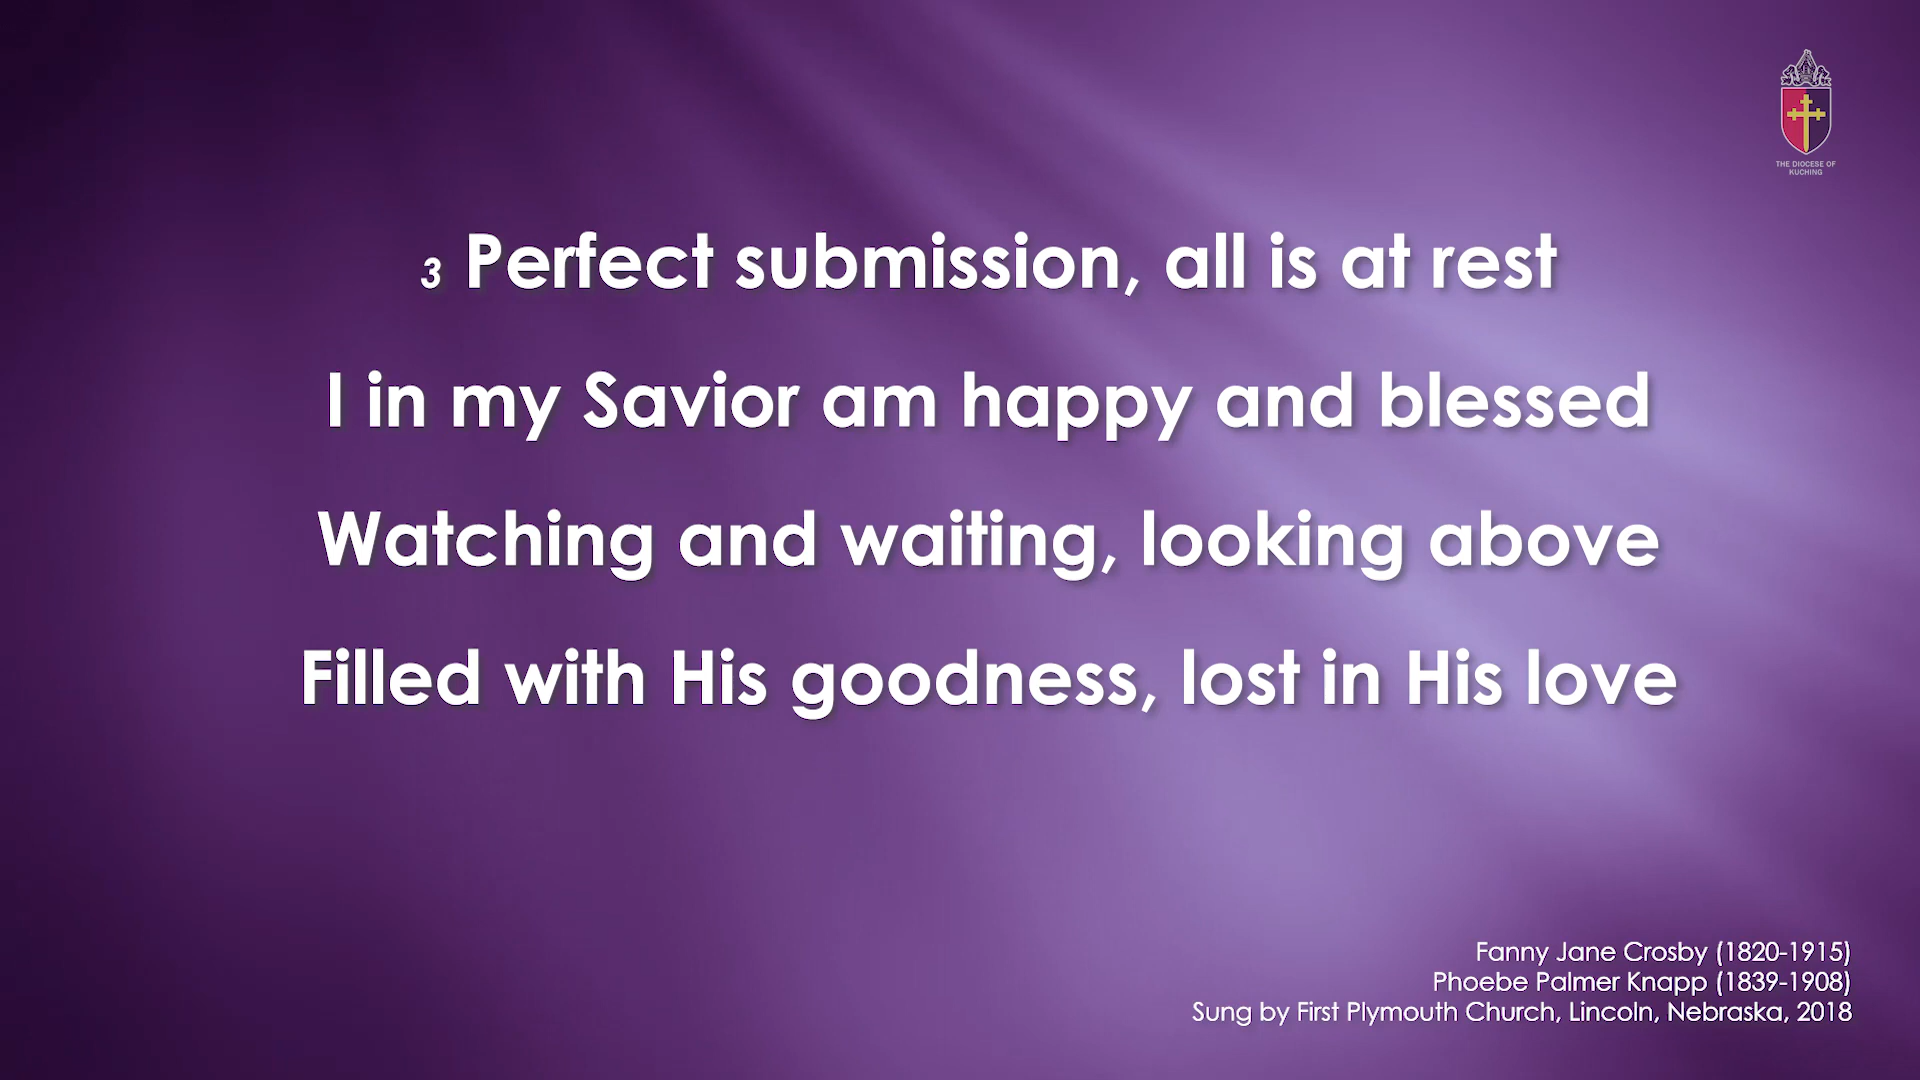 THE DIOCESE OF
KUCHING
3 Perfect submission, all is at rest
I in my Savior am happy and blessed
Watching and waiting, looking above
Filled with His goodness, lost in His love
Fanny Jane Crosby (1820-1915)
Phoebe Palmer Knapp (1839-1908)
Sung by First Plymouth Church, Lincoln, Nebraska, 2018